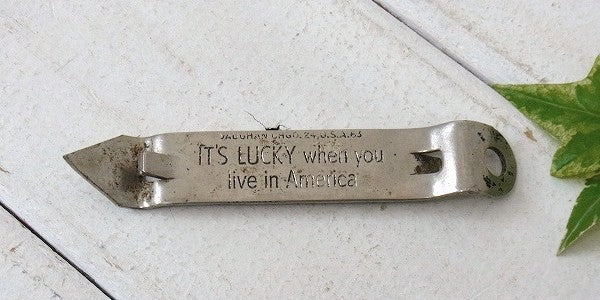 VAUGHAN CHGO. 24, U.S.A. 63
IT'S LUCKY when you
live in America